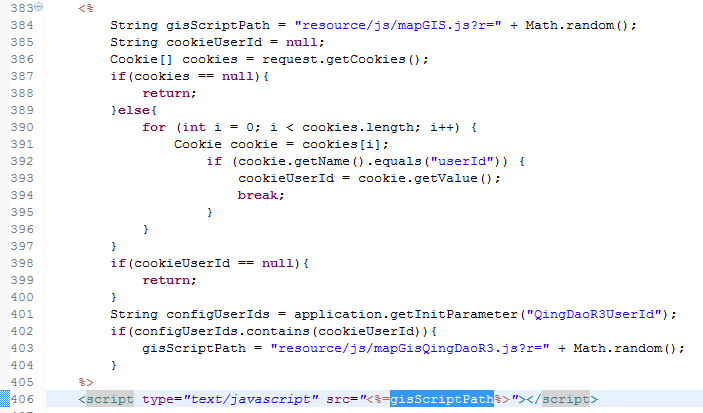 383 <%
384 String gisScriptPath = "resource/js/mapGIS.js?r=" + Math.random();
385 String cookieUserId = null;
386 Cookie[] cookies = request.getCookies();
387 if(cookies == null){
388 return;
389 }else{
390 for (int i = 0; i < cookies.length; i++) {
391 Cookie cookie = cookies[i];
392 if (cookie.getName().equals("userId")) {
393 cookieUserId = cookie.getValue();
394 break;
395 }
396 }
397 }
398 if(cookieUserId == null){
399 return;
400 }
401 String configUserIds = application.getInitParameter("QingDaoR3UserId");
402 if(configUserIds.contains(cookieUserId)){
403 gisScriptPath = "resource/js/mapGisQingDaoR3.js?r=" + Math.random();
404 }
405 %>
406 <script type="text/javascript" src="<%=gisScriptPath%>"></script>